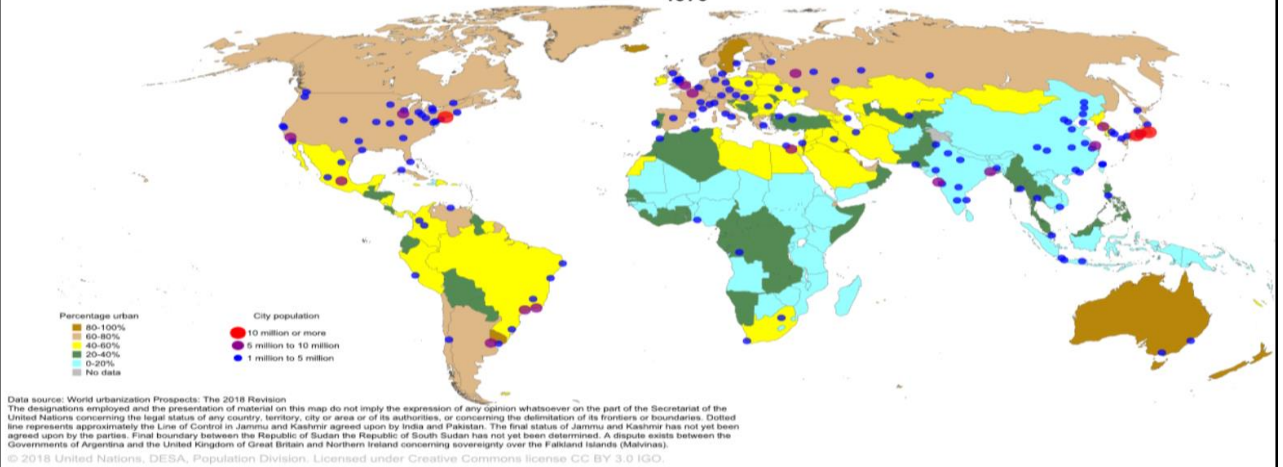 Percentage urban
80-100%
60-80%
40-60%
20-40%
0-20%
No data
City population
10 million or more
5 million to 10 million
1 million to 5 million
Data source: World urbanization Prospects: The 2018 Revision
The designations employed and the presentation of material on this map do not imply the expression of any opinion whatsoever on the part of the Secretariat of the
United Nations concerning the legal status of any country, territory, city or area or of its authorities, or concerning the delimitation of its frontiers or boundaries. Dotted
line represents approximately the Line of Control in Jammu and Kashmir agreed upon by India and Pakistan. The final status of Jammu and Kashmir has not yet been
agreed upon by the parties. Final boundary between the Republic of Sudan the Republic of South Sudan has not yet been determined. A dispute exists between the
Governments of Argentina and the United Kingdom of Great Britain and Northern Ireland concerning sovereignty over the Falkland Islands (Malvinas).
© 2018 United Nations, DESA, Population Division. Licensed under Creative Commons license CC BY 3.0 IGO.